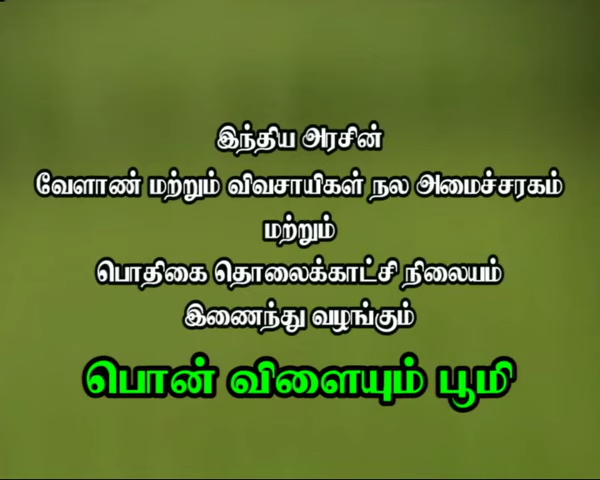 இந்திய அரசின்
வேளாண் மற்றும் விவசாயிகள் நல அமைச்சரகம்
மற்றும்
பொதிகை தொலைக்காட்சி நிலையம்
இணைந்து வழங்கும்
பொன் விளையும் பூமி